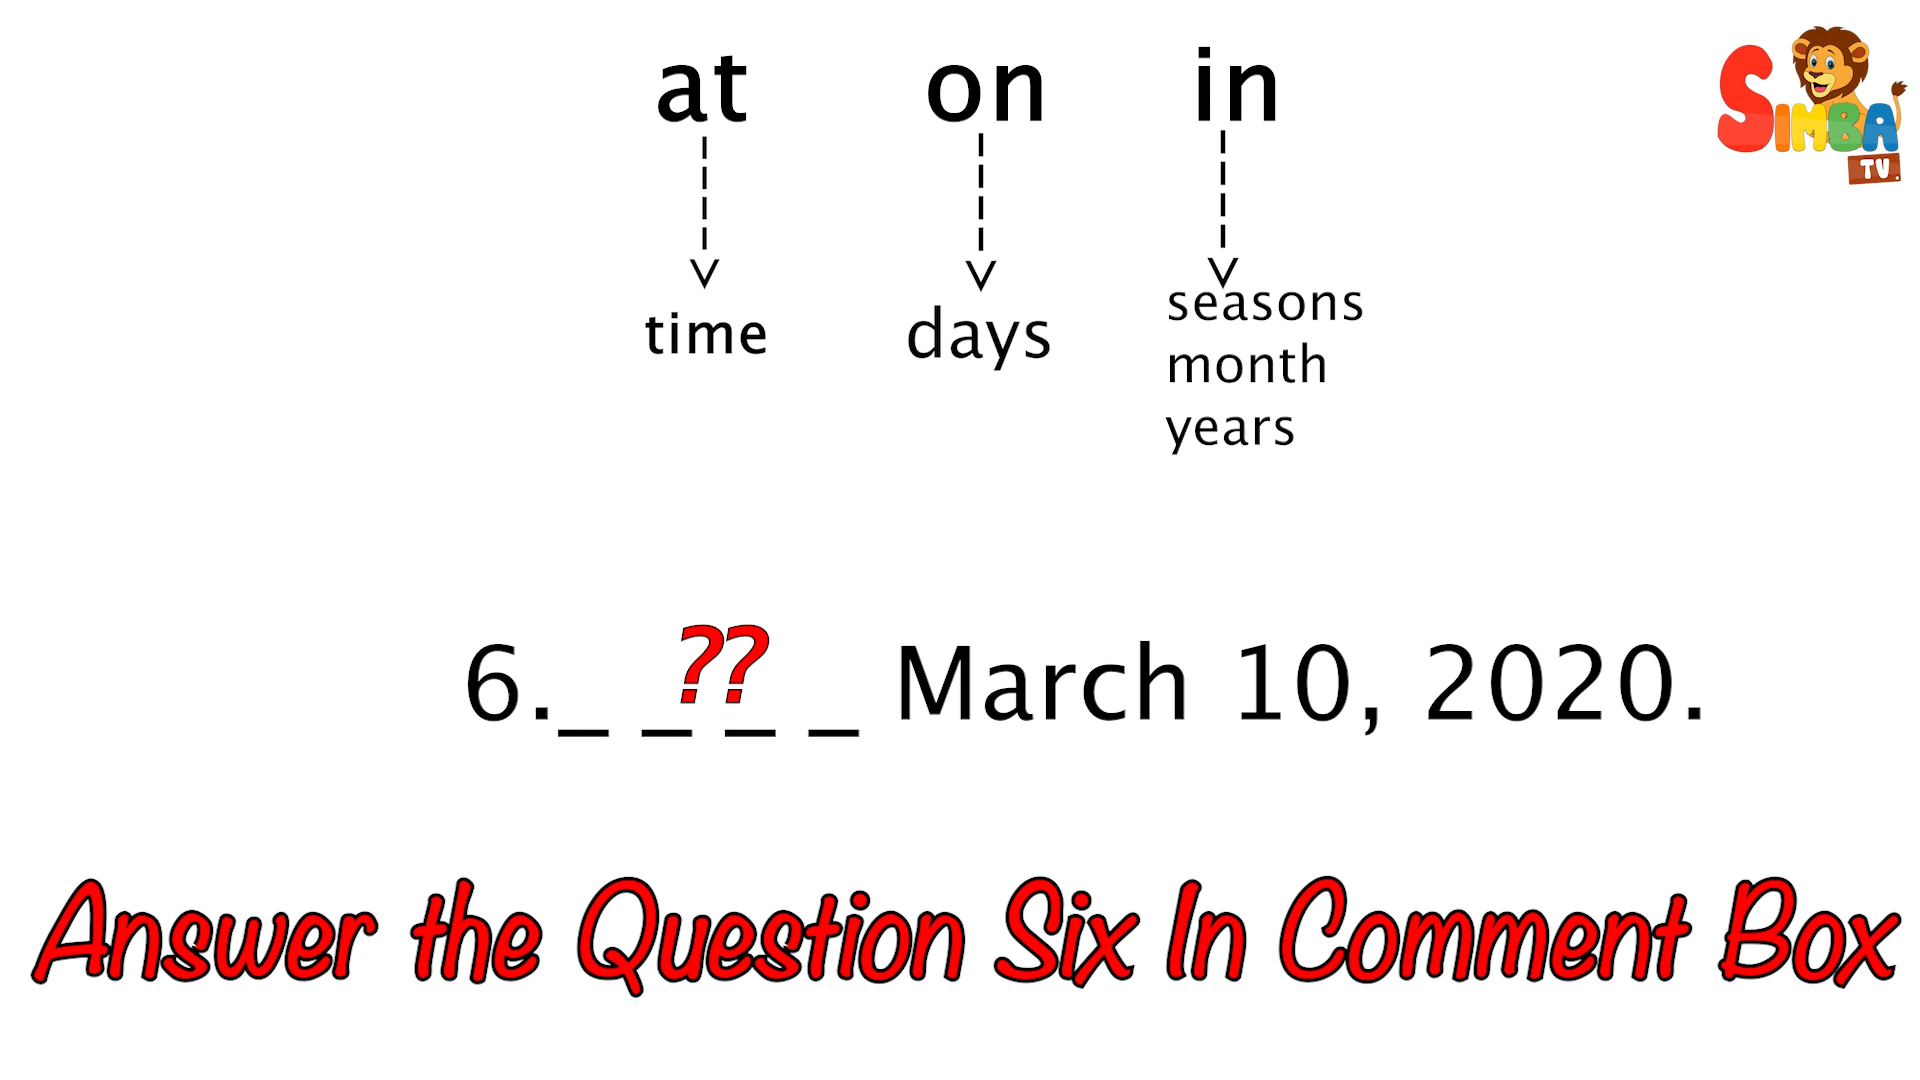 at on in
time days seasons
month
years
SIMBA
TV.
??
6._ _ _ _ March 10, 2020.
Answer the Question Six In Comment Box